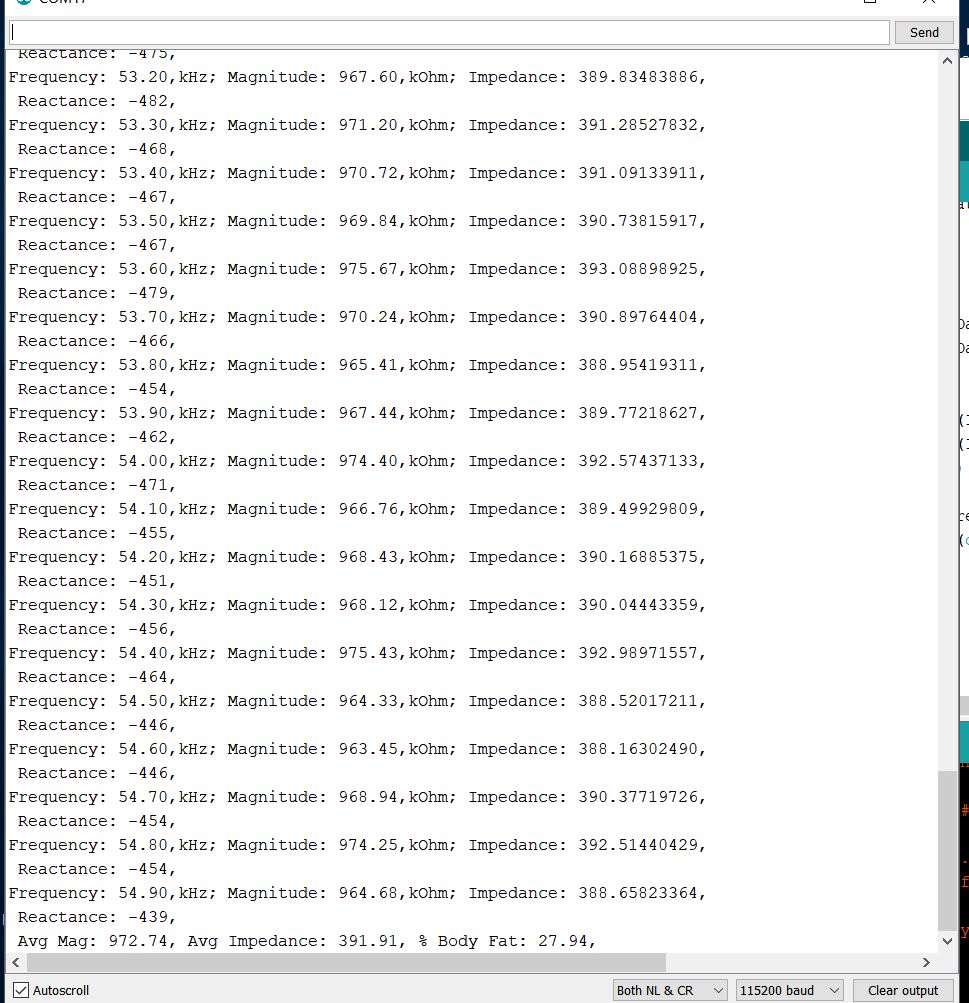 Send
Reactance: -475,
Frequency: 53.20,kHz; Magnitude: 967.60,kOhm; Impedance: 389.83483886,
Reactance: -482,
Frequency: 53.30,kHz; Magnitude: 971.20,kOhm; Impedance: 391.28527832,
Reactance: -468,
Frequency: 53.40,kHz; Magnitude: 970.72,kOhm; Impedance: 391.09133911,
Reactance: -467,
Frequency: 53.50,kHz; Magnitude: 969.84,kOhm; Impedance: 390.73815917,
Reactance: -467,
Frequency: 53.60,kHz; Magnitude: 975.67,kOhm; Impedance: 393.08898925,
Reactance: -479,
Frequency: 53.70,kHz; Magnitude: 970.24,kOhm; Impedance: 390.89764404,
Reactance: -466,
Frequency: 53.80,kHz; Magnitude: 965.41,kOhm; Impedance: 388.95419311,
Reactance: -454,
Frequency: 53.90,kHz; Magnitude: 967.44,kOhm; Impedance: 389.77218627,
Reactance: -462,
Frequency: 54.00,kHz; Magnitude: 974.40,kOhm; Impedance: 392.57437133,
Reactance: -471,
Frequency: 54.10,kHz; Magnitude: 966.76,kOhm; Impedance: 389.49929809,
Reactance: -455,
Frequency: 54.20,kHz; Magnitude: 968.43,kOhm; Impedance: 390.16885375,
Reactance: -451,
Frequency: 54.30,kHz; Magnitude: 968.12,kOhm; Impedance: 390.04443359,
Reactance: -456,
Frequency: 54.40,kHz; Magnitude: 975.43,kOhm; Impedance: 392.98971557,
Reactance: -464,
Frequency: 54.50,kHz; Magnitude: 964.33,kOhm; Impedance: 388.52017211,
Reactance: -446,
Frequency: 54.60,kHz; Magnitude: 963.45,kOhm; Impedance: 388.16302490,
Reactance: -446,
Frequency: 54.70,kHz; Magnitude: 968.94,kOhm; Impedance: 390.37719726,
Reactance: -454,
Frequency: 54.80,kHz; Magnitude: 974.25,kOhm; Impedance: 392.51440429,
Reactance: -454,
Frequency: 54.90,kHz; Magnitude: 964.68,kOhm; Impedance: 388.65823364,
Reactance: -439,
Avg Mag: 972.74, Avg Impedance: 391.91, % Body Fat: 27.94,
Autoscroll Both NL & CR 115200 baud Clear output